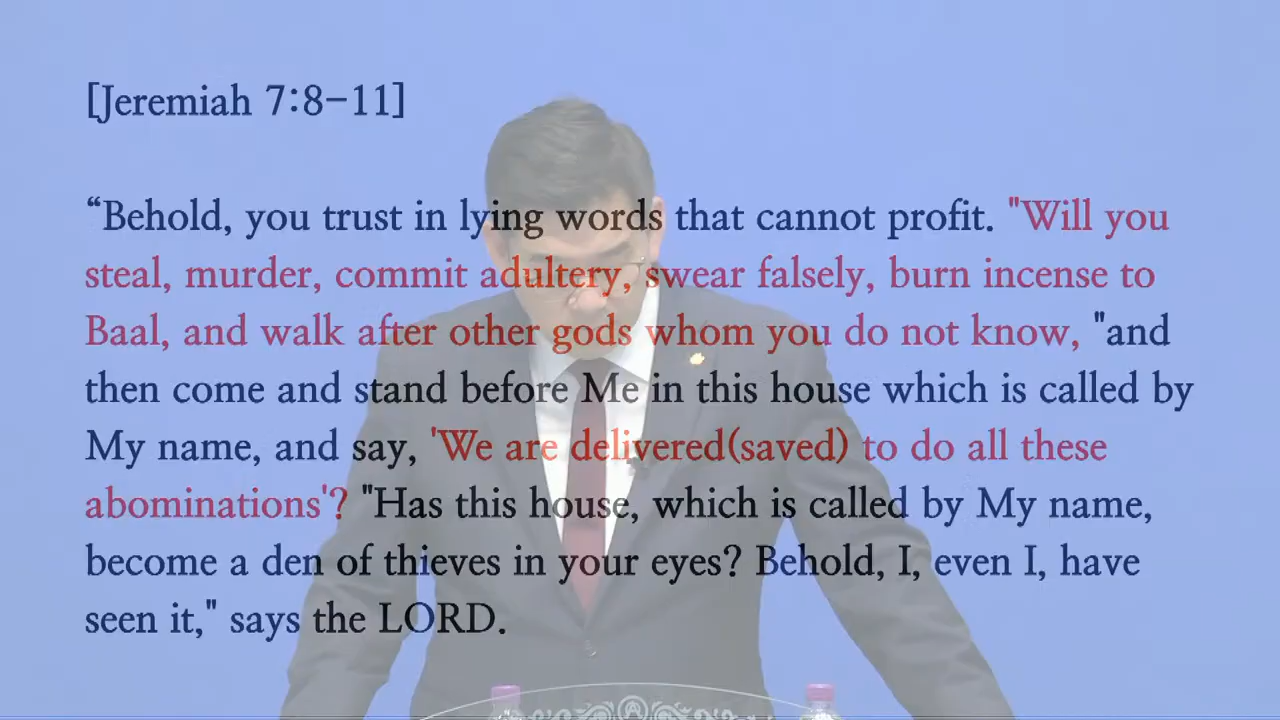 [Jeremiah 7:8-11]
“Behold, you trust in lying words that cannot profit. "Will you
steal, murder, commit adultery, swear falsely, burn incense to
Baal, and walk after other gods whom you do not know, "and
then come and stand before Me in this house which is called by
My name, and say, 'We are delivered(saved) to do all these
abominations'? "Has this house, which is called by My name,
become a den of thieves in your eyes? Behold, I, even I, have
seen it," says the LORD.